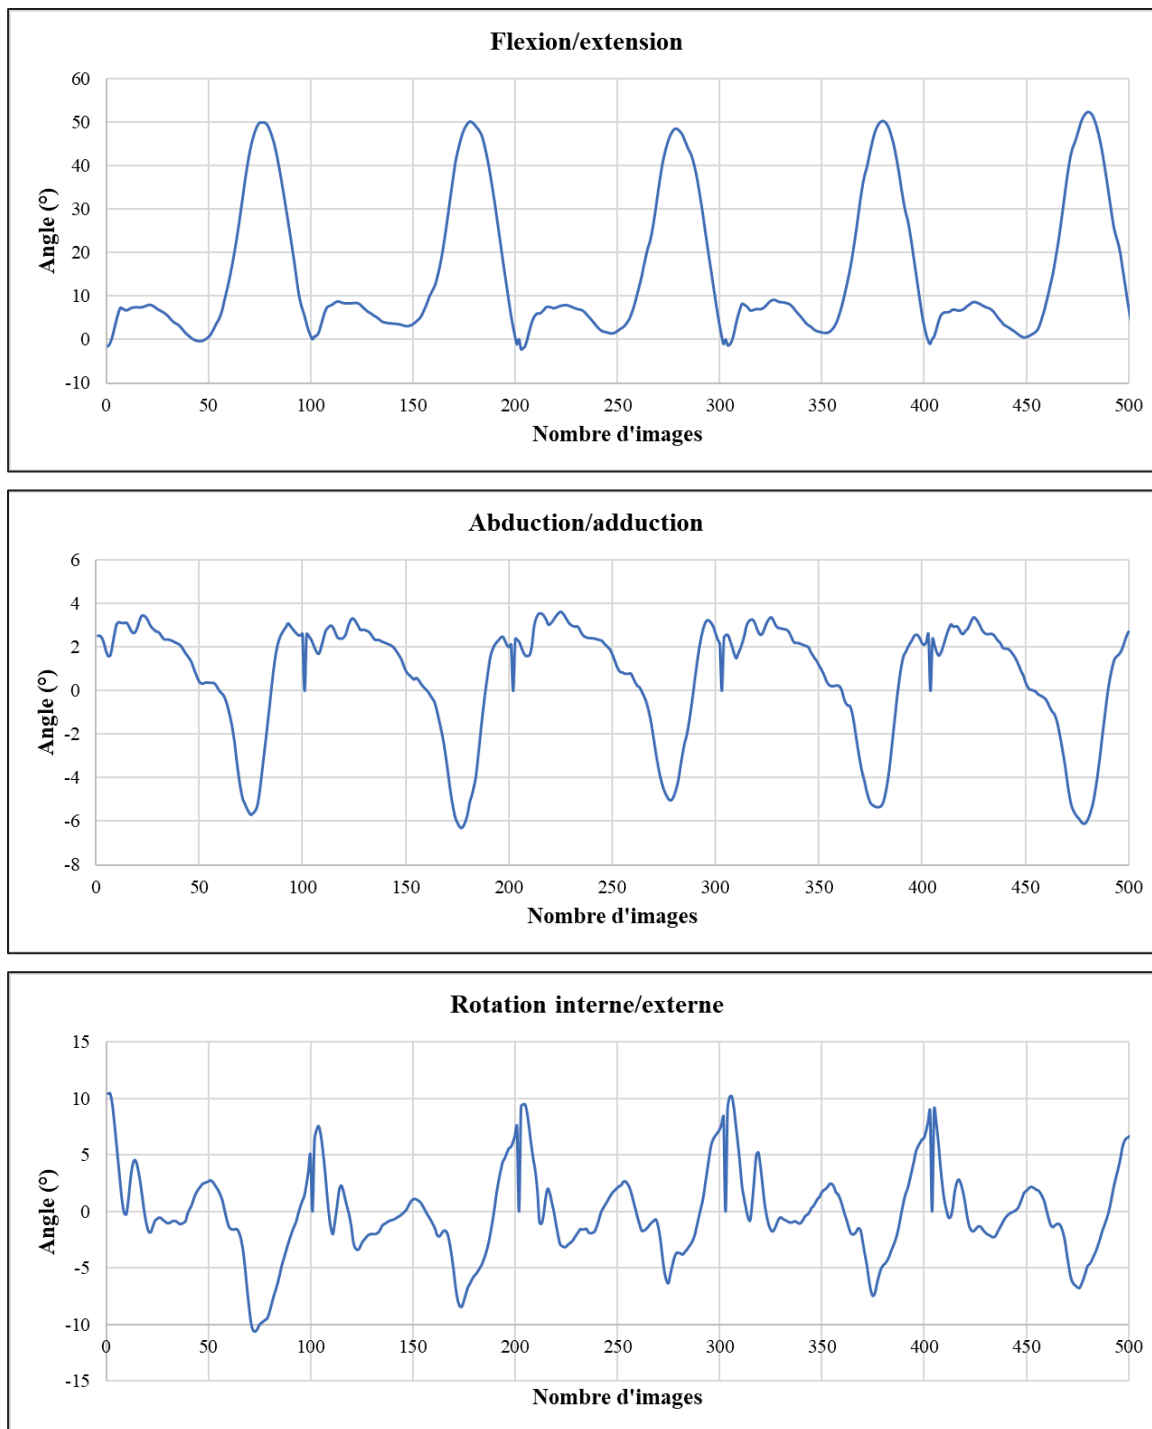 Flexion/extension
60
50
40
30
20
10
0
-10
Angle (°)
0 50 100 150 200 250 300 350 400 450 500
Nombre d'images
Abduction/adduction
6
4
2
0
-2
-4
-6
-8
Angle (°)
0 50 100 150 200 250 300 350 400 450 500
Nombre d'images
Rotation interne/externe
15
10
5
0
-5
-10
-15
Angle (°)
0 50 100 150 200 250 300 350 400 450 500
Nombre d'images